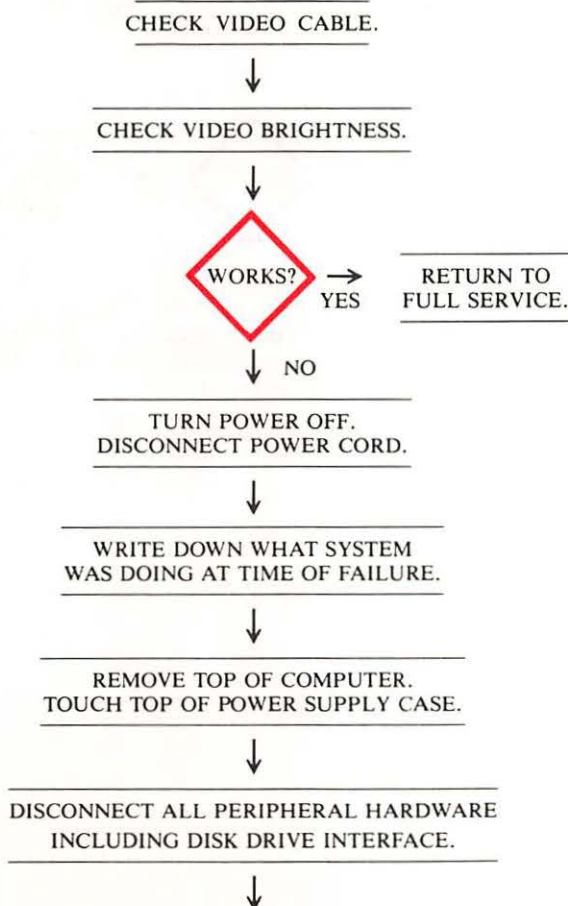 CHECK VIDEO CABLE.
CHECK VIDEO BRIGHTNESS.
WORKS?
YES
RETURN TO
FULL SERVICE.
NO
TURN POWER OFF.
DISCONNECT POWER CORD.
WRITE DOWN WHAT SYSTEM
WAS DOING AT TIME OF FAILURE.
REMOVE TOP OF COMPUTER.
TOUCH TOP OF POWER SUPPLY CASE.
DISCONNECT ALL PERIPHERAL HARDWARE
INCLUDING DISK DRIVE INTERFACE.